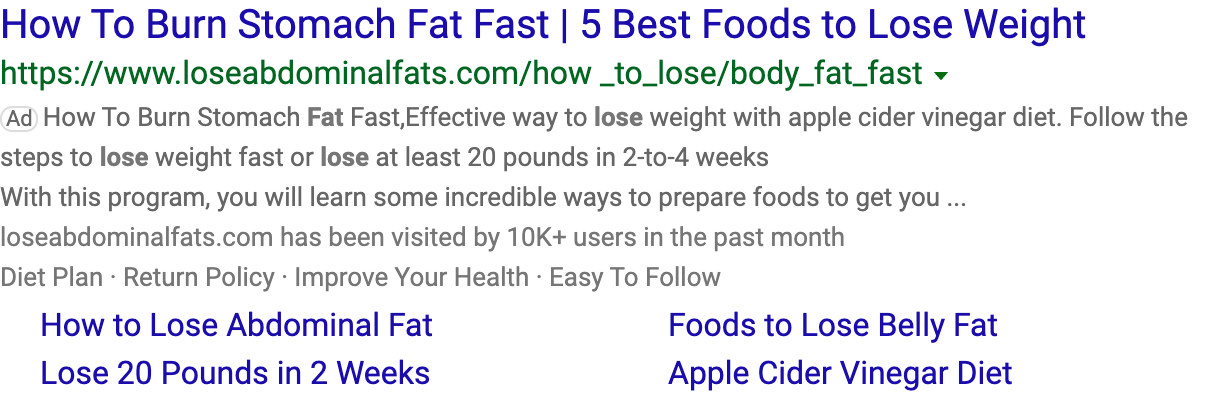 How To Burn Stomach Fat Fast | 5 Best Foods to Lose Weight
https://www.loseabdominalfats.com/how _to_lose/body_fat_fast
Ad How To Burn Stomach Fat Fast,Effective way to lose weight with apple cider vinegar diet. Follow the
steps to lose weight fast or lose at least 20 pounds in 2-to-4 weeks
With this program, you will learn some incredible ways to prepare foods to get you ...
loseabdominalfats.com has been visited by 10K+ users in the past month
Diet Plan · Return Policy · Improve Your Health · Easy To Follow
How to Lose Abdominal Fat
Foods to Lose Belly Fat
Lose 20 Pounds in 2 Weeks
Apple Cider Vinegar Diet